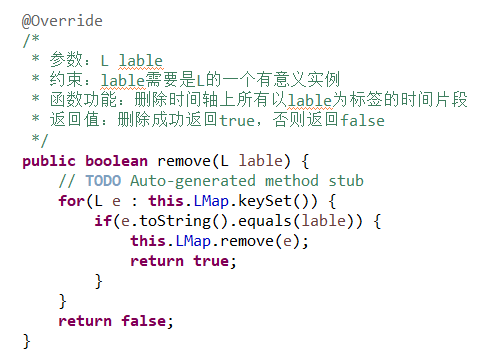 @Override
/*
 * 参数：L lable
 * 约束：lable需要是L的一个有意义实例
 * 函数功能：删除时间轴上所有以lable为标签的时间片段
 * 返回值：删除成功返回true，否则返回false
 */
public boolean remove(L lable) {
    // TODO Auto-generated method stub
    for(L e : this.LMap.keySet()) {
        if(e.toString().equals(lable)) {
            this.LMap.remove(e);
            return true;
        }
    }
    return false;
}